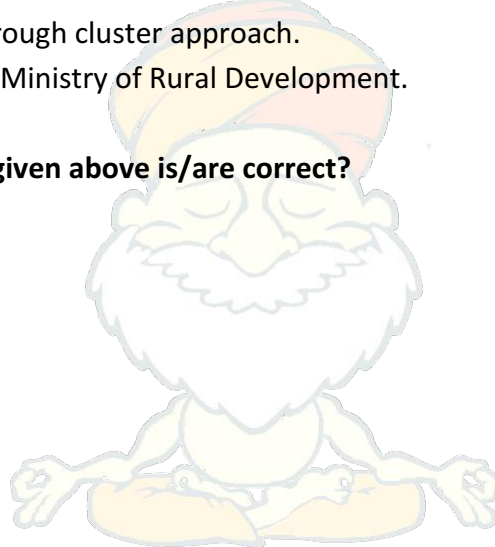 rough cluster approach.
Ministry of Rural Development.
given above is/are correct?